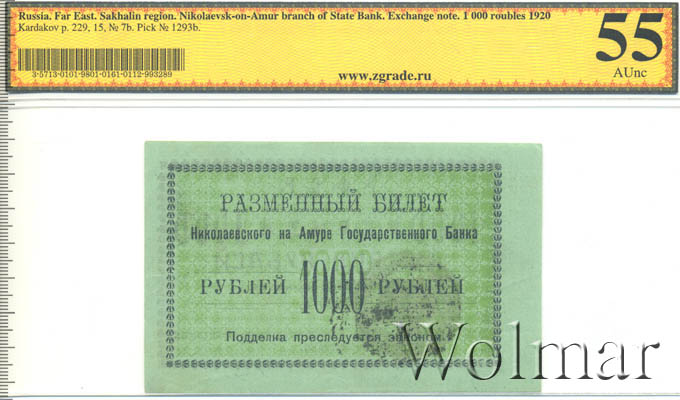 Russia. Far East. Sakhalin region. Nikolaevsk-on-Amur branch of State Bank. Exchange note. 1 000 roubles 1920
Kardakov p. 229, 15, № 7b. Pick № 1293b.
3-5713-0101-9801-0161-0112-993289
www.zgrade.ru
55
AUnc
РАЗМЕННЫЙ БИЛЕТ
Николаевского на Амуре Государственного Банка
РУБЛЕЙ 1000 РУБЛЕЙ
Подделка преследуется законом.
Wolmar